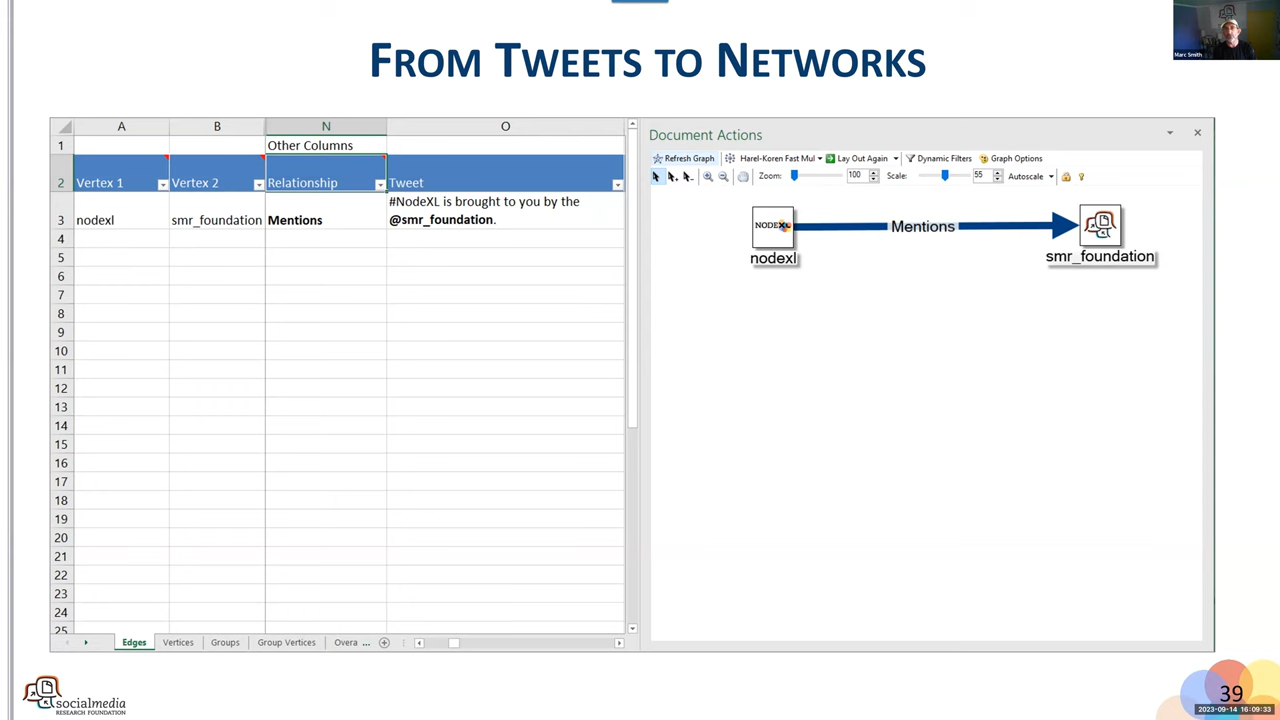 FROM TWEETS TO NETWORKS
Marc Smith
A B N O
1 Other Columns
2 Vertex 1 Vertex 2 Relationship Tweet
#NodeXL is brought to you by the
3 nodexl smr_foundation Mentions @smr_foundation.
4
5
6
7
8
9
10
11
12
13
14
15
16
17
18
19
20
21
22
23
24
25
Edges Vertices Groups Group Vertices Overa ...
Document Actions
Refresh Graph Harel-Koren Fast Mul Lay Out Again Dynamic Filters Graph Options
Zoom: 100 Scale: 55 Autoscale
NODEXL
Mentions
nodexl
smr_foundation
socialmedia
RESEARCH FOUNDATION
39
2023-09-14 16:09:33